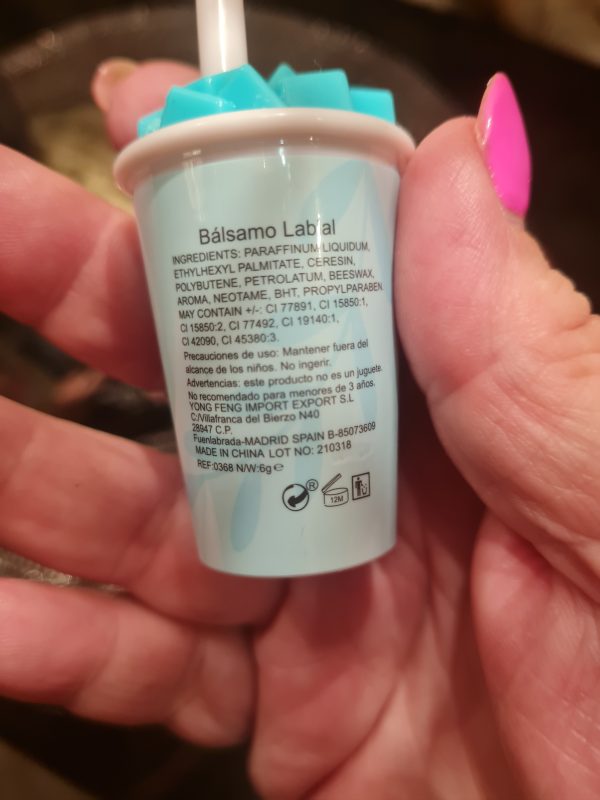 Bálsamo Labial
INGREDIENTS: PARAFFINUM LIQUIDUM,
ETHYLHEXYL PALMITATE, CERESIN,
POLYBUTENE, PETROLATUM, BEESWAX,
AROMA, NEOTAME, BHT, PROPYLPARABEN.
MAY CONTAIN +/-: CI 77891, CI 15850:1,
CI 15850:2, CI 77492, CI 19140:1,
CI 42090, CI 45380:3.
Precauciones de uso: Mantener fuera del
alcance de los niños. No ingerir.
Advertencias: este producto no es un juguete.
No recomendado para menores de 3 años.
YONG FENG IMPORT EXPORT S.L
C:/Villafranca del Bierzo N40
28947 C.P.
Fuenlabrada-MADRID SPAIN B-85073609
MADE IN CHINA LOT NO: 210318
REF:0368 N/W:6g℮
® 12M